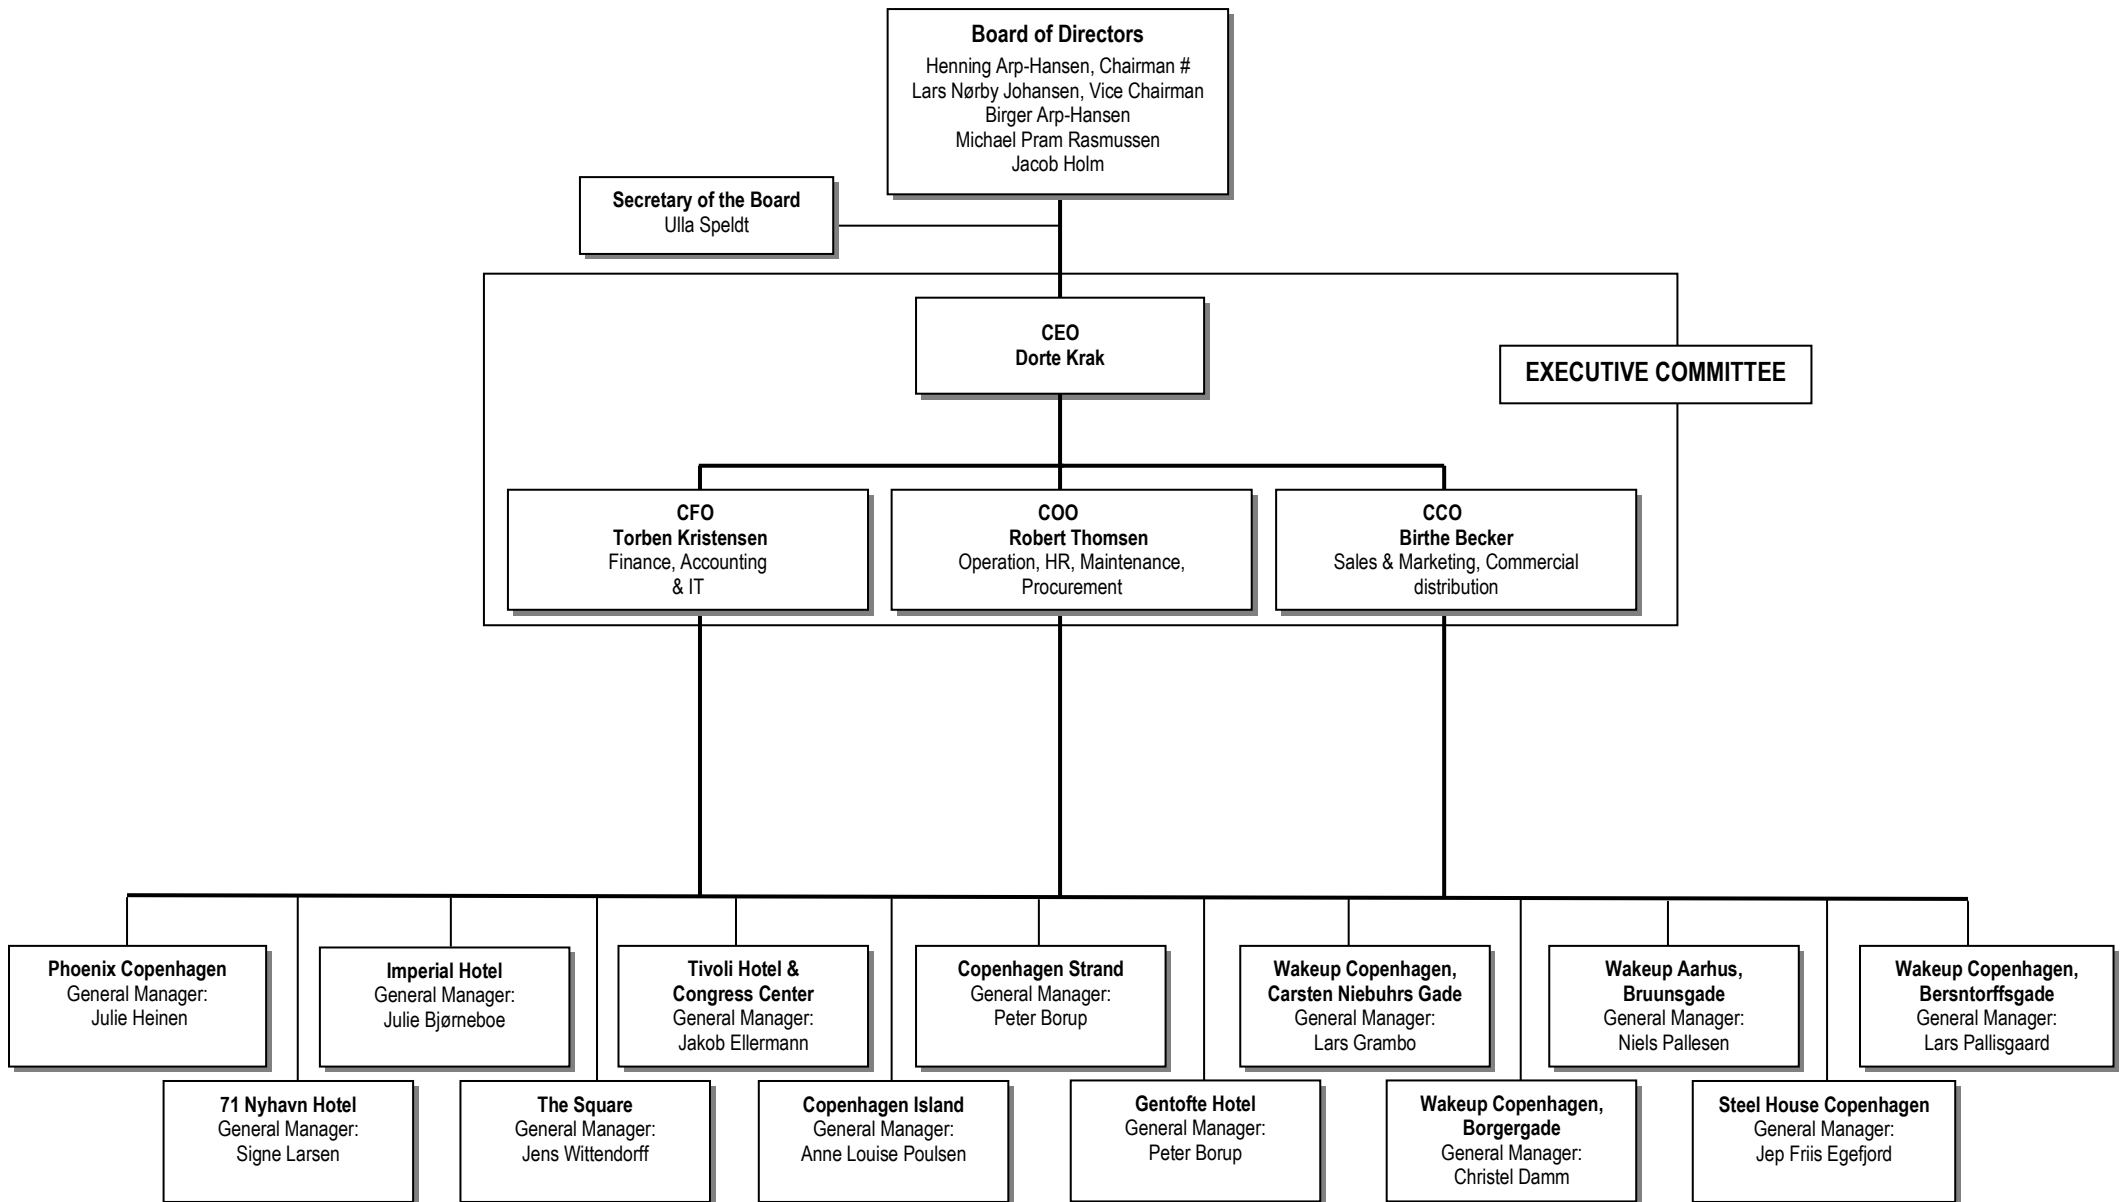 Board of Directors
Henning Arp-Hansen, Chairman #
Lars Nørby Johansen, Vice Chairman
Birger Arp-Hansen
Michael Pram Rasmussen
Jacob Holm
Secretary of the Board
Ulla Speldt
CEO
Dorte Krak
EXECUTIVE COMMITTEE
CFO
Torben Kristensen
Finance, Accounting
& IT
COO
Robert Thomsen
Operation, HR, Maintenance,
Procurement
CCO
Birthe Becker
Sales & Marketing, Commercial
distribution
Phoenix Copenhagen
General Manager:
Julie Heinen
Imperial Hotel
General Manager:
Julie Bjørneboe
Tivoli Hotel &
Congress Center
General Manager:
Jakob Ellermann
Copenhagen Strand
General Manager:
Peter Borup
Wakeup Copenhagen,
Carsten Niebuhrs Gade
General Manager:
Lars Grambo
Wakeup Aarhus,
Bruunsgade
General Manager:
Niels Pallesen
Wakeup Copenhagen,
Bersntorffsgade
General Manager:
Lars Pallisgaard
71 Nyhavn Hotel
General Manager:
Signe Larsen
The Square
General Manager:
Jens Wittendorff
Copenhagen Island
General Manager:
Anne Louise Poulsen
Gentofte Hotel
General Manager:
Peter Borup
Wakeup Copenhagen,
Borgergade
General Manager:
Christel Damm
Steel House Copenhagen
General Manager:
Jep Friis Egefjord